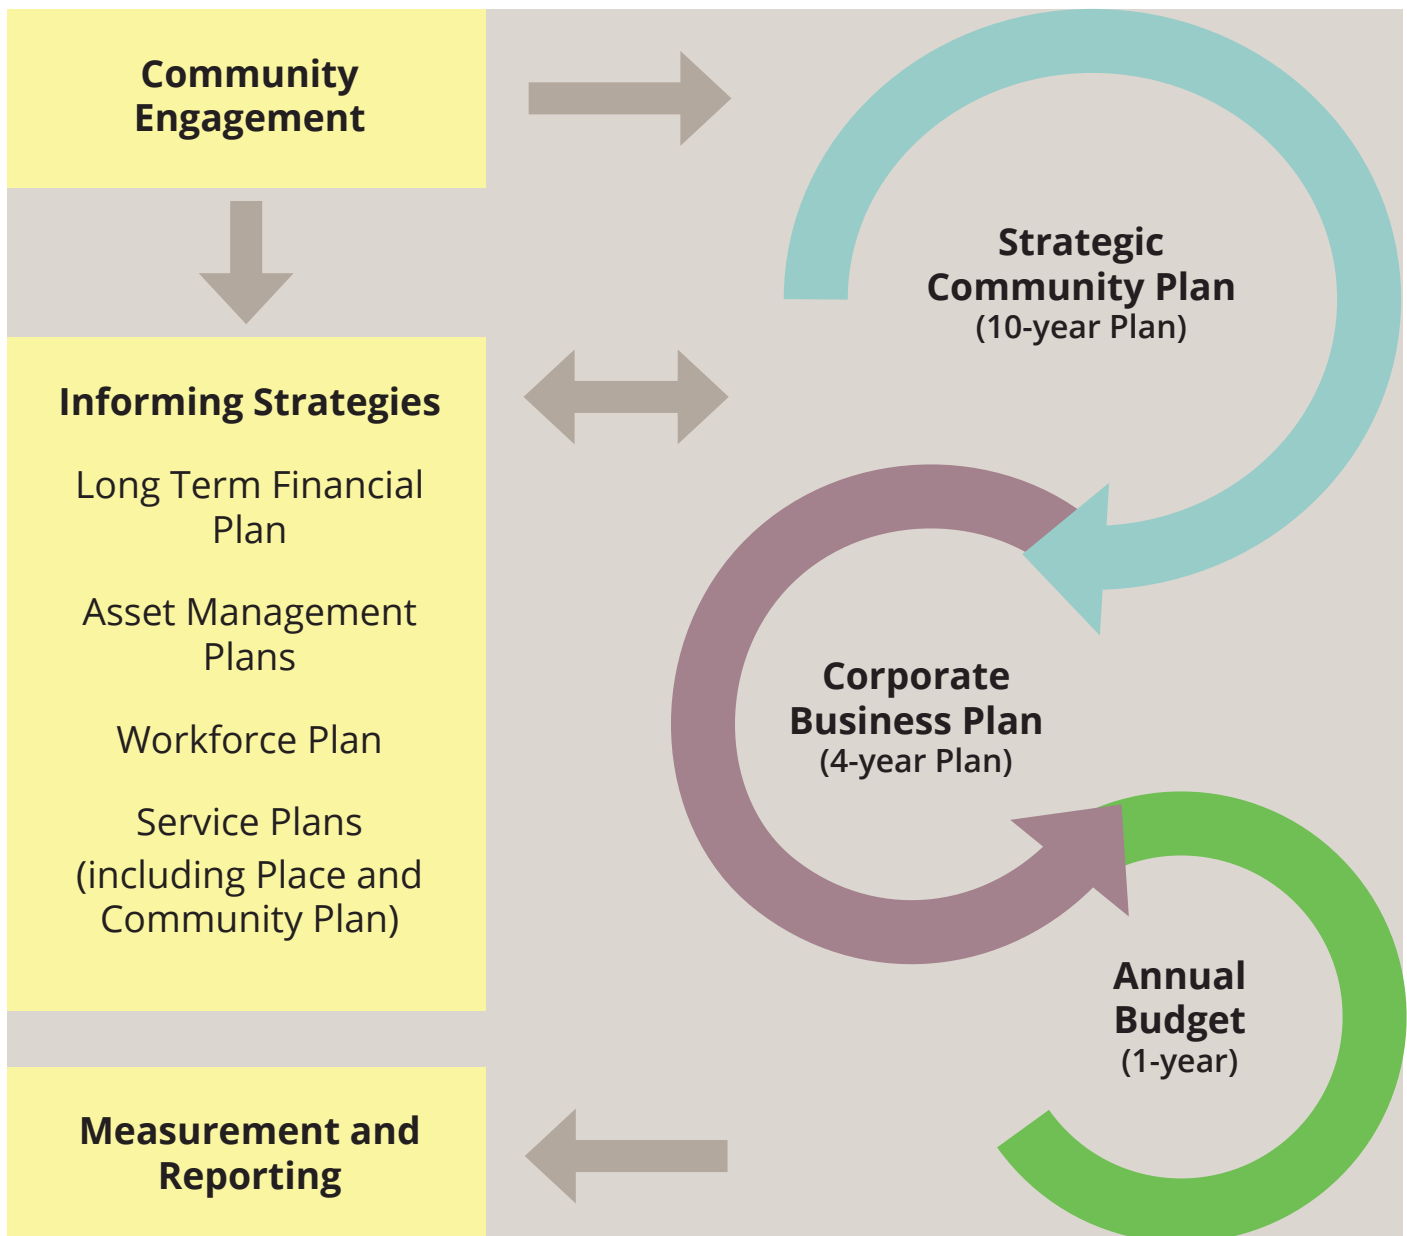 Community
Engagement
Strategic
Community Plan
(10-year Plan)
Informing Strategies
Long Term Financial
Plan
Asset Management
Plans
Workforce Plan
Service Plans
(including Place and
Community Plan)
Corporate
Business Plan
(4-year Plan)
Annual
Budget
(1-year)
Measurement and
Reporting